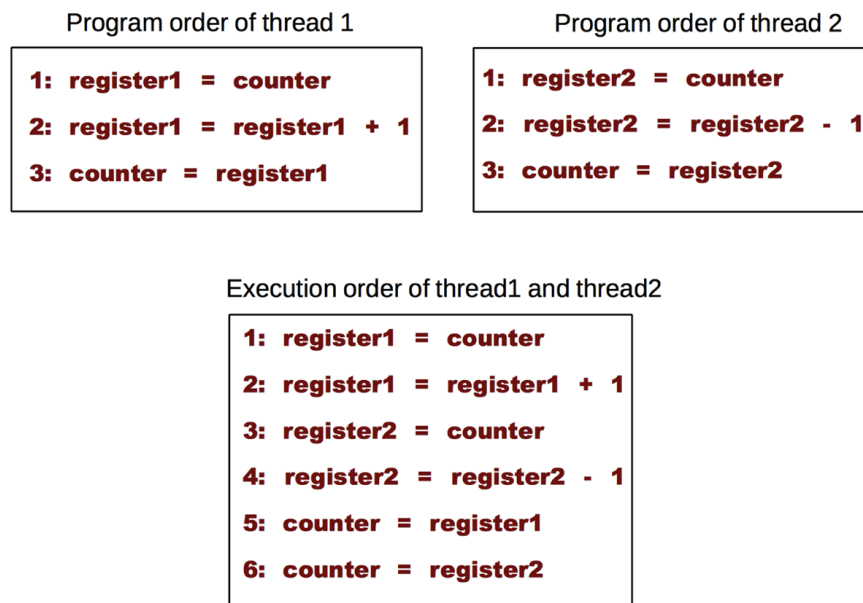 Program order of thread 1
1: register1 = counter
2: register1 = register1 + 1
3: counter = register1
Program order of thread 2
1: register2 = counter
2: register2 = register2 - 1
3: counter = register2
Execution order of thread1 and thread2
1: register1 = counter
2: register1 = register1 + 1
3: register2 = counter
4: register2 = register2 - 1
5: counter = register1
6: counter = register2